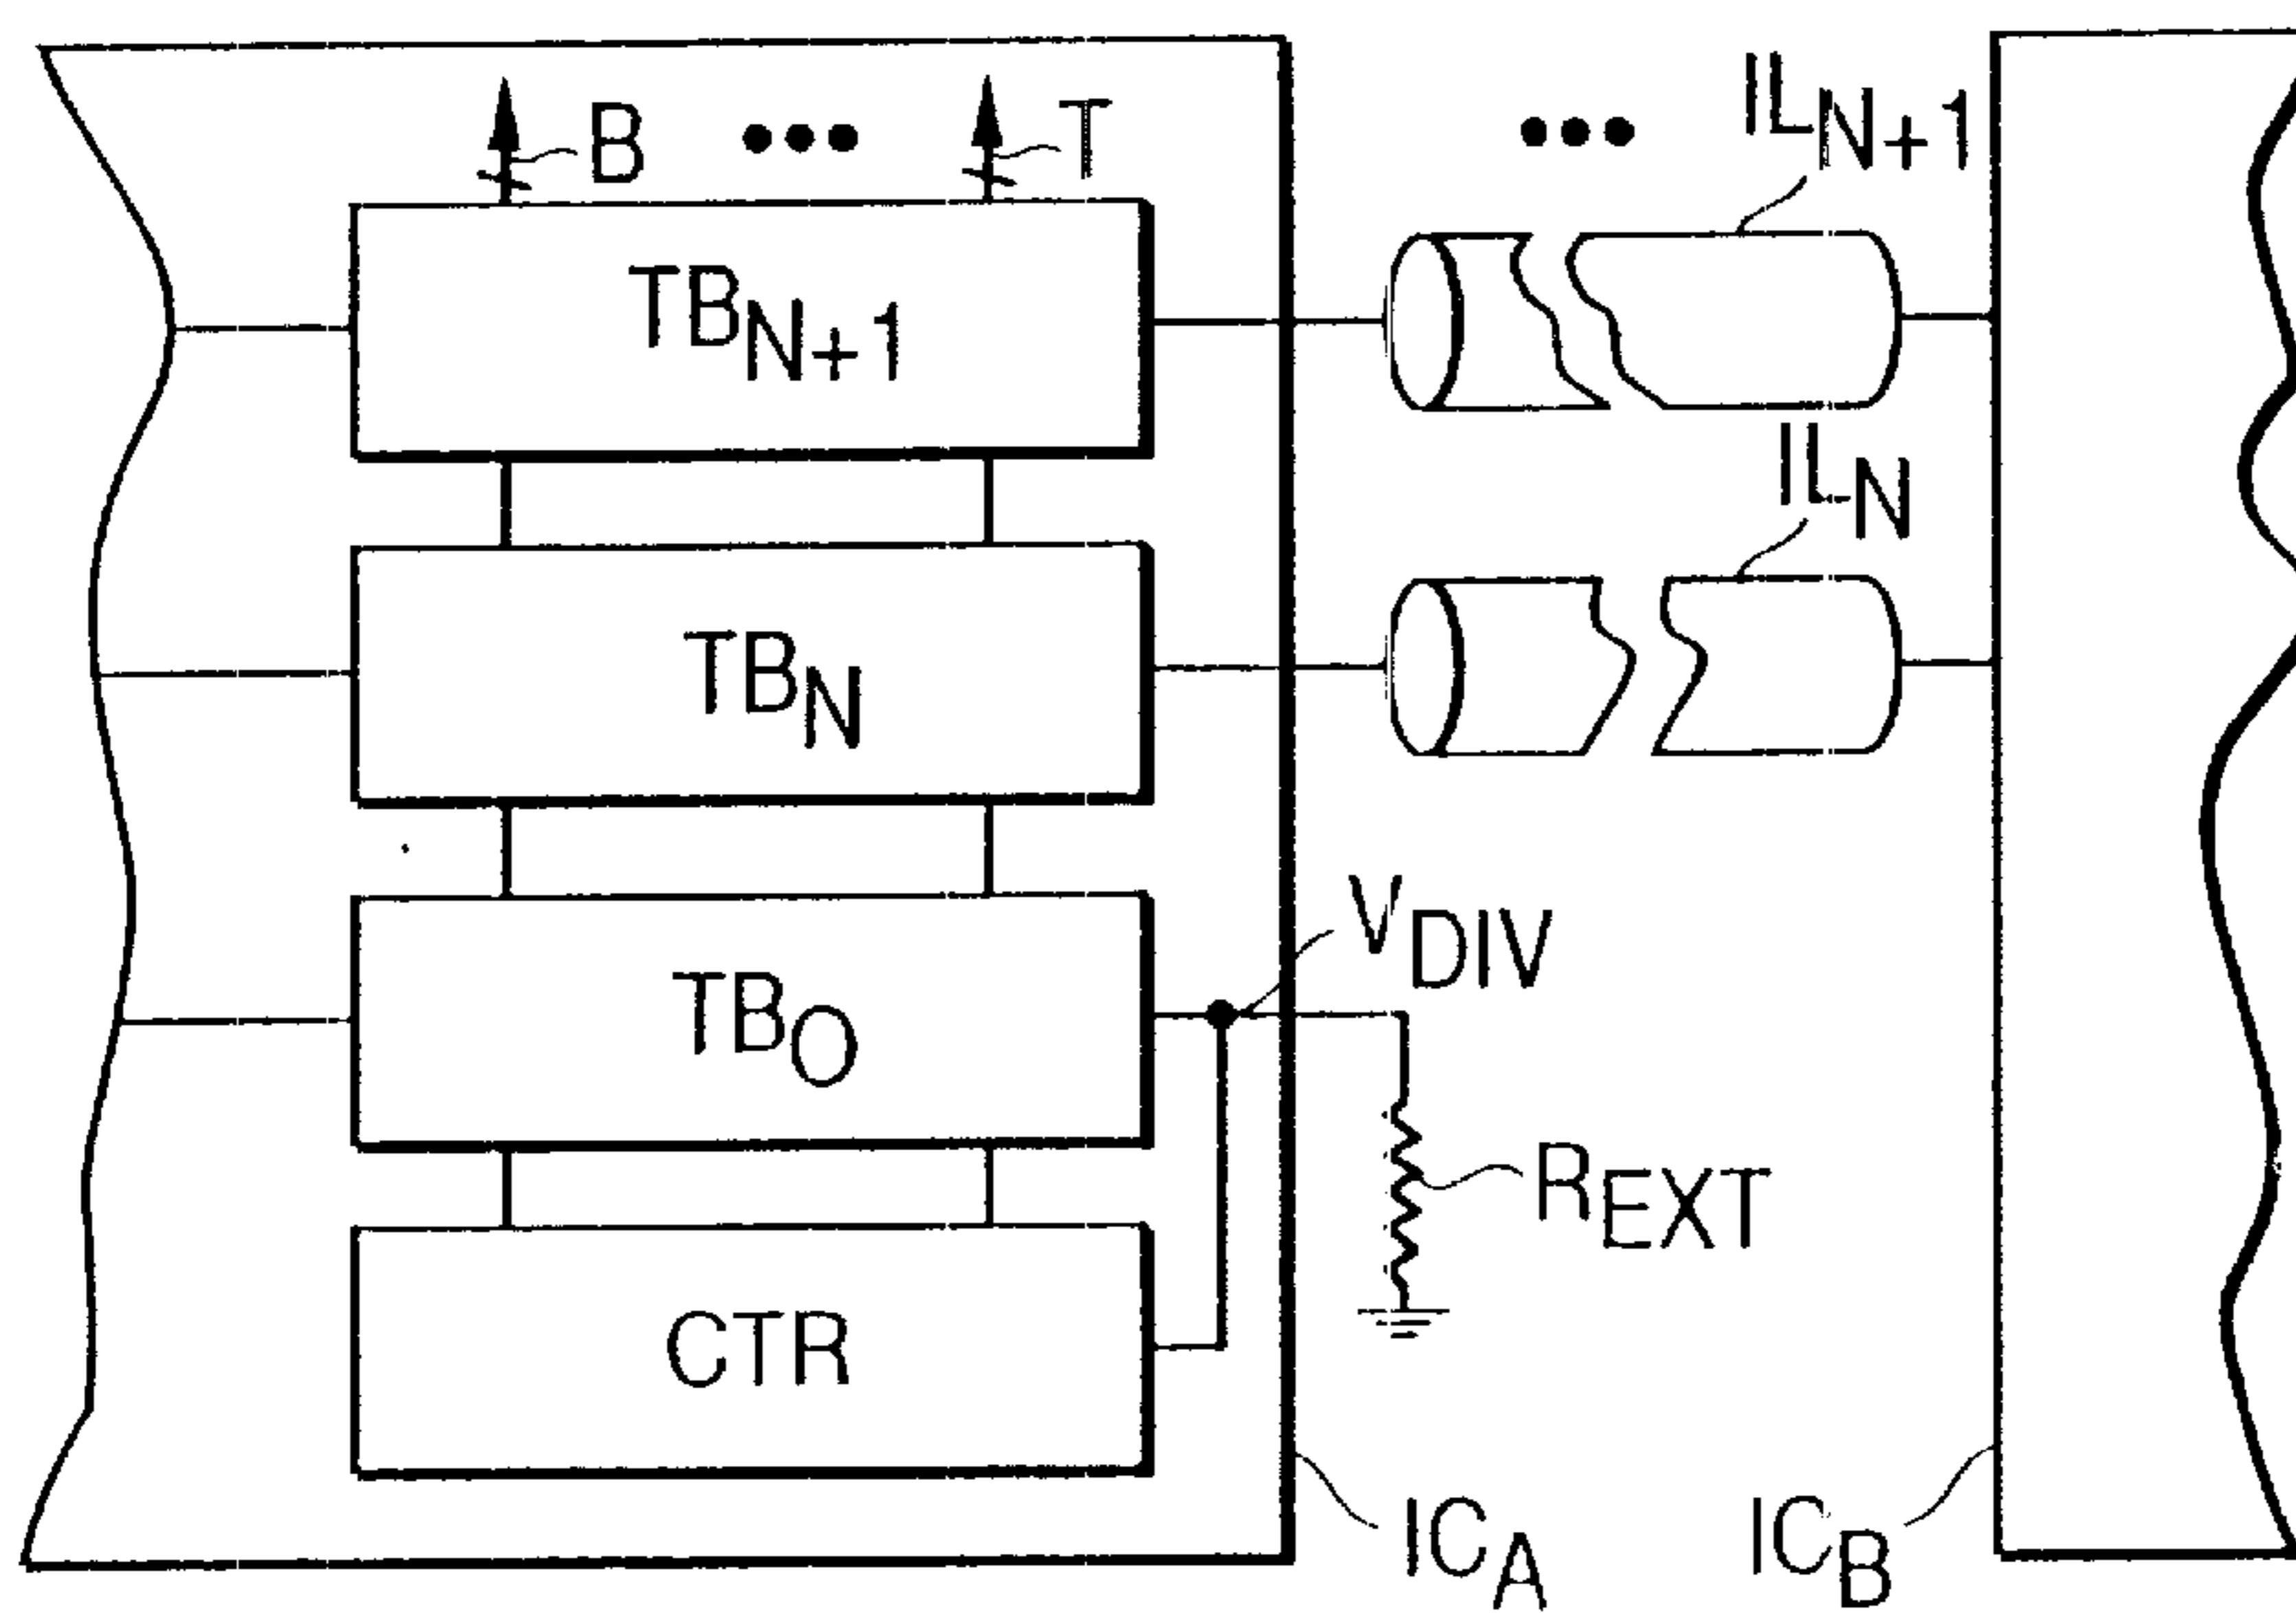 B ••• T
••• IL_N+1
TB_N+1
IL_N
TB_N
V_DIV
TB_O
R_EXT
CTR
IC_A
IC_B